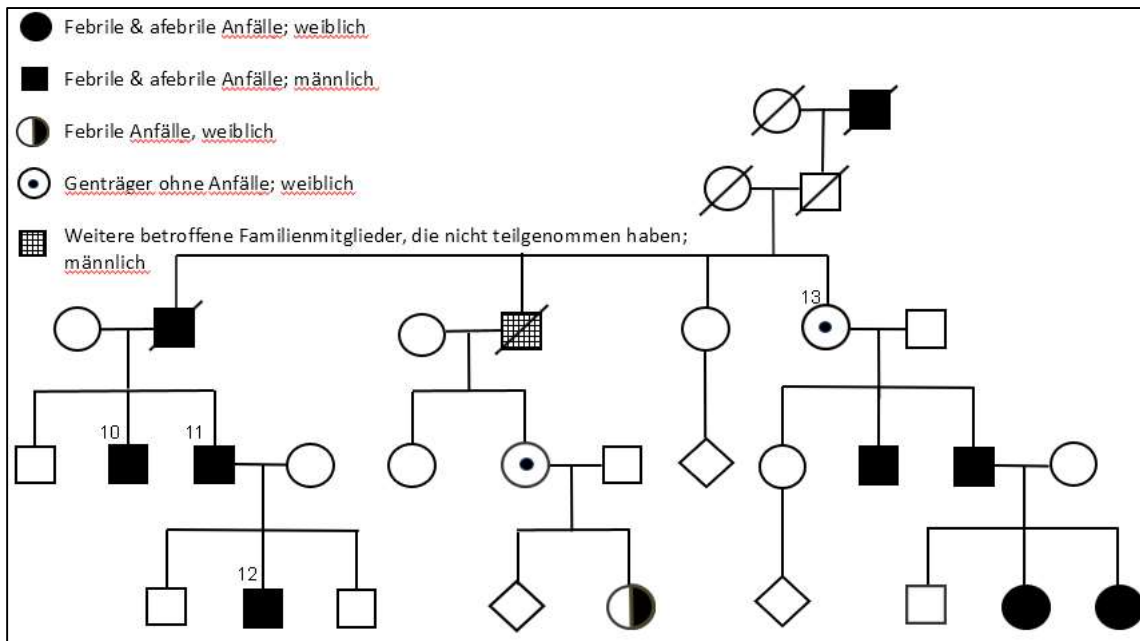 Febrile & afebrile Anfälle; weiblich
Febrile & afebrile Anfälle; männlich
Febrile Anfälle, weiblich
Genträger ohne Anfälle; weiblich
Weitere betroffene Familienmitglieder, die nicht teilgenommen haben;
männlich
13
10
11
12